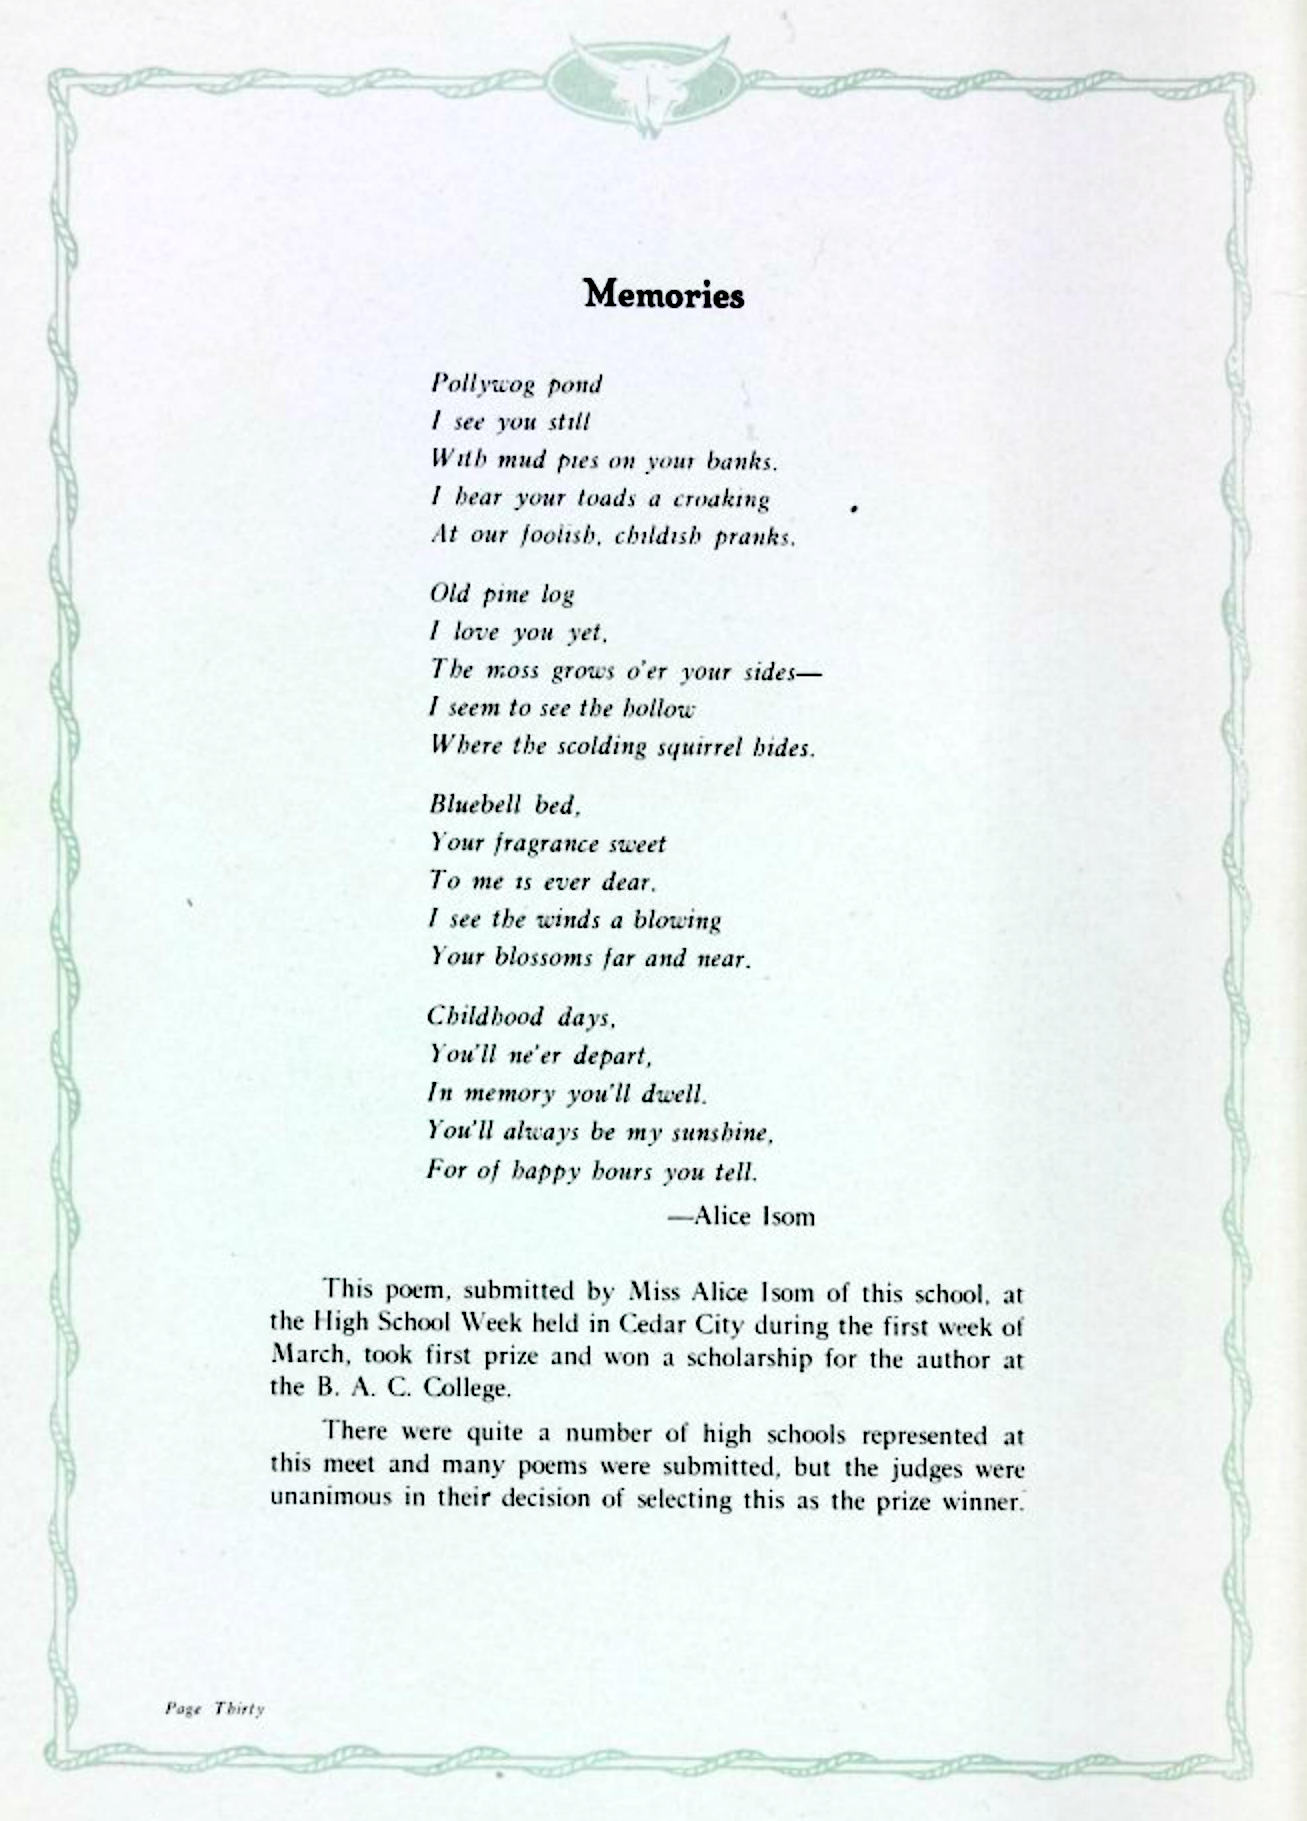 Memories
Pollywog pond
I see you still
With mud pies on your banks.
I hear your toads a croaking
At our foolish, childish pranks.
Old pine log
I love you yet,
The moss grows o'er your sides—
I seem to see the hollow
Where the scolding squirrel hides.
Bluebell bed,
Your fragrance sweet
To me is ever dear.
I see the winds a blowing
Your blossoms far and near.
Childhood days,
You'll ne'er depart,
In memory you'll dwell.
You'll always be my sunshine,
For of happy hours you tell.
—Alice Isom
This poem, submitted by Miss Alice Isom of this school, at
the High School Week held in Cedar City during the first week of
March, took first prize and won a scholarship for the author at
the B. A. C. College.
There were quite a number of high schools represented at
this meet and many poems were submitted, but the judges were
unanimous in their decision of selecting this as the prize winner.
Page Thirty